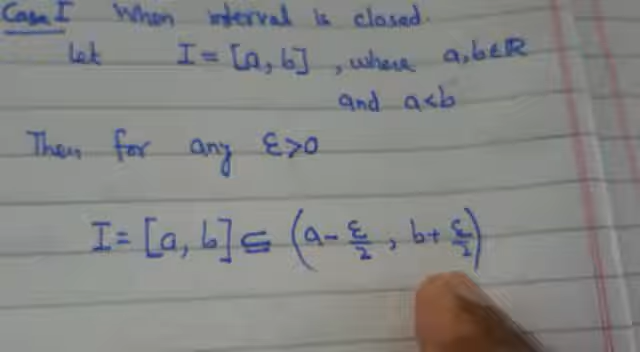 Case I When interval is closed.
Let I = [a, b] , where a, b ∈ ℝ
and a < b
Then for any ε > 0
I = [a, b] ⊆ (a - ε/2 , b + ε/2)